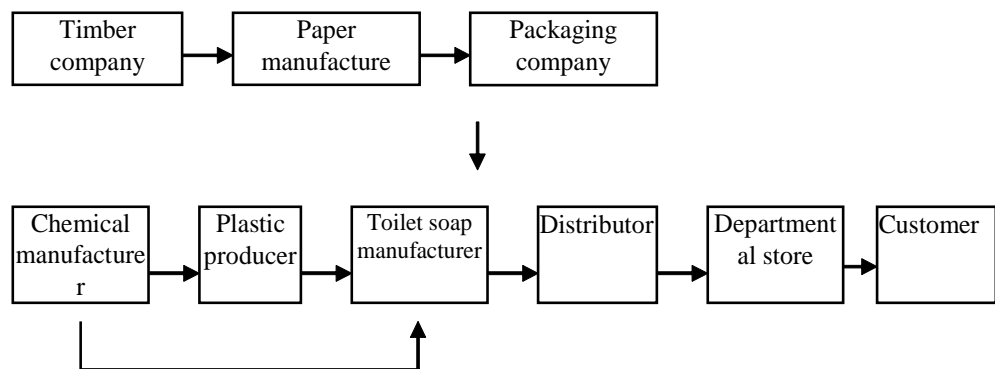 Timber
company
Paper
manufacture
Packaging
company
Chemical
manufacture
r
Plastic
producer
Toilet soap
manufacturer
Distributor
Department
al store
Customer